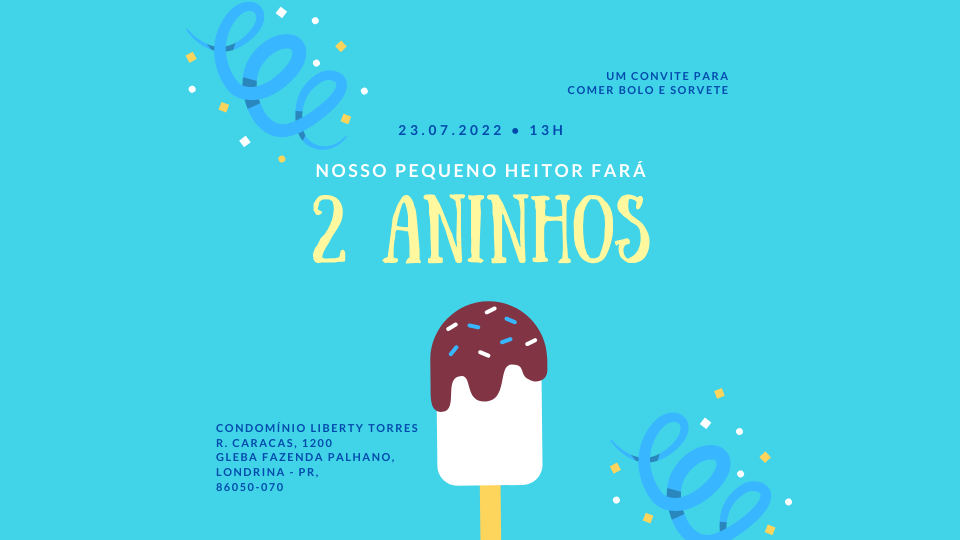 UM CONVITE PARA
COMER BOLO E SORVETE
23.07.2022 • 13H
NOSSO PEQUENO HEITOR FARÁ
2 ANINHOS
CONDOMÍNIO LIBERTY TORRES
R. CARACAS, 1200
GLEBA FAZENDA PALHANO,
LONDRINA - PR,
86050-070